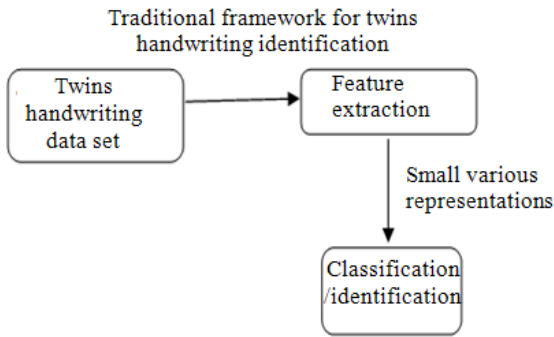 Traditional framework for twins
handwriting identification
Twins
handwriting
data set
Feature
extraction
Small various
representations
Classification
/identification